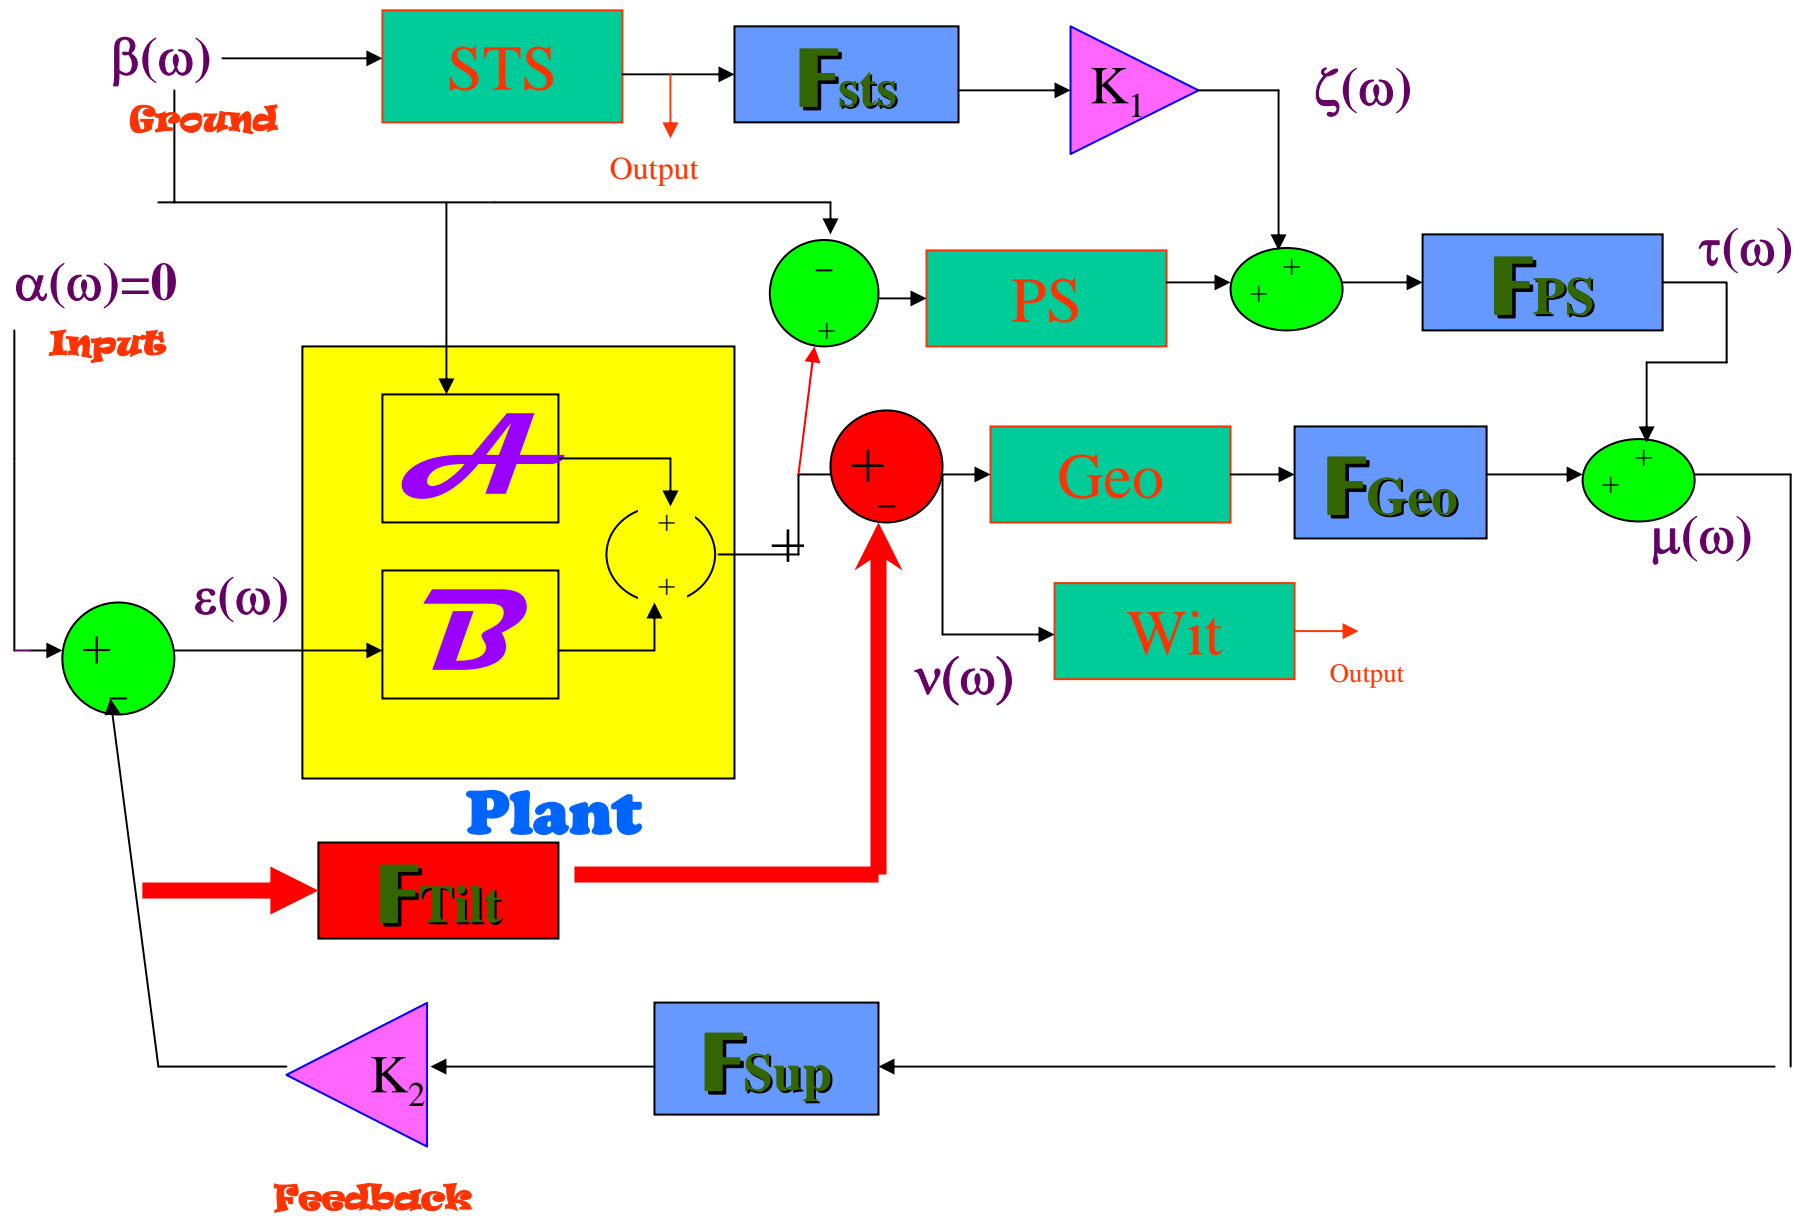 β(ω)
Ground
STS
Output
Fsts
K1
ζ(ω)
α(ω)=0
Input
−
+
PS
+
+
FPS
τ(ω)
A
+
+
B
Plant
+
+
−
Geo
FGeo
+
+
μ(ω)
ε(ω)
+
−
ν(ω)
Wit
Output
FTilt
K2
FSup
Feedback